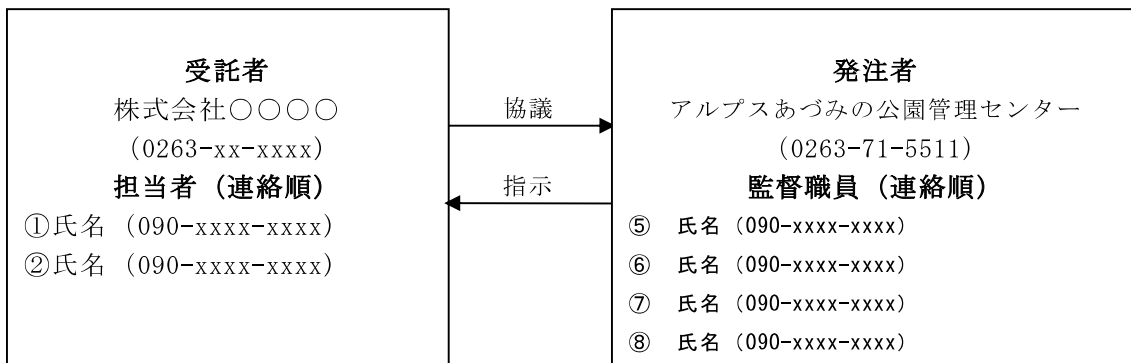 受託者
株式会社○○○○
(0263-xx-xxxx)
担当者（連絡順）
①氏名（090-xxxx-xxxx）
②氏名（090-xxxx-xxxx）
協議
指示
発注者
アルプスあづみの公園管理センター
(0263-71-5511)
監督職員（連絡順）
⑤ 氏名（090-xxxx-xxxx）
⑥ 氏名（090-xxxx-xxxx）
⑦ 氏名（090-xxxx-xxxx）
⑧ 氏名（090-xxxx-xxxx）